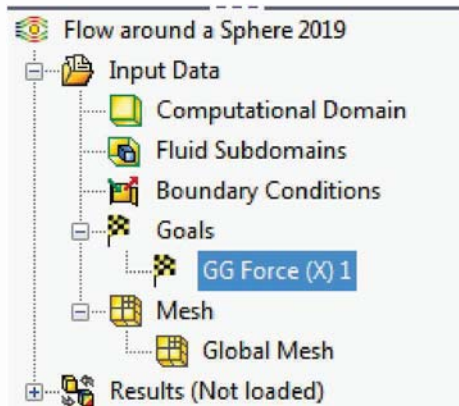 Flow around a Sphere 2019
Input Data
Computational Domain
Fluid Subdomains
Boundary Conditions
Goals
GG Force (X) 1
Mesh
Global Mesh
Results (Not loaded)